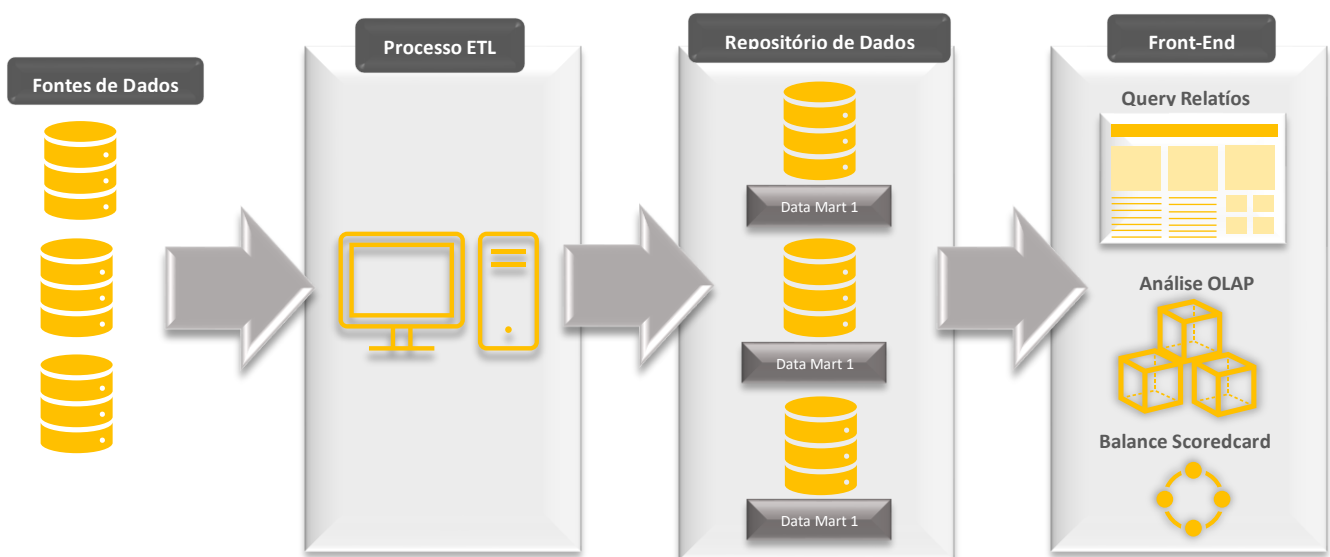 Fontes de Dados
Processo ETL
Repositório de Dados
Data Mart 1
Data Mart 1
Data Mart 1
Front-End
Query Relatíos
Análise OLAP
Balance Scoredcard